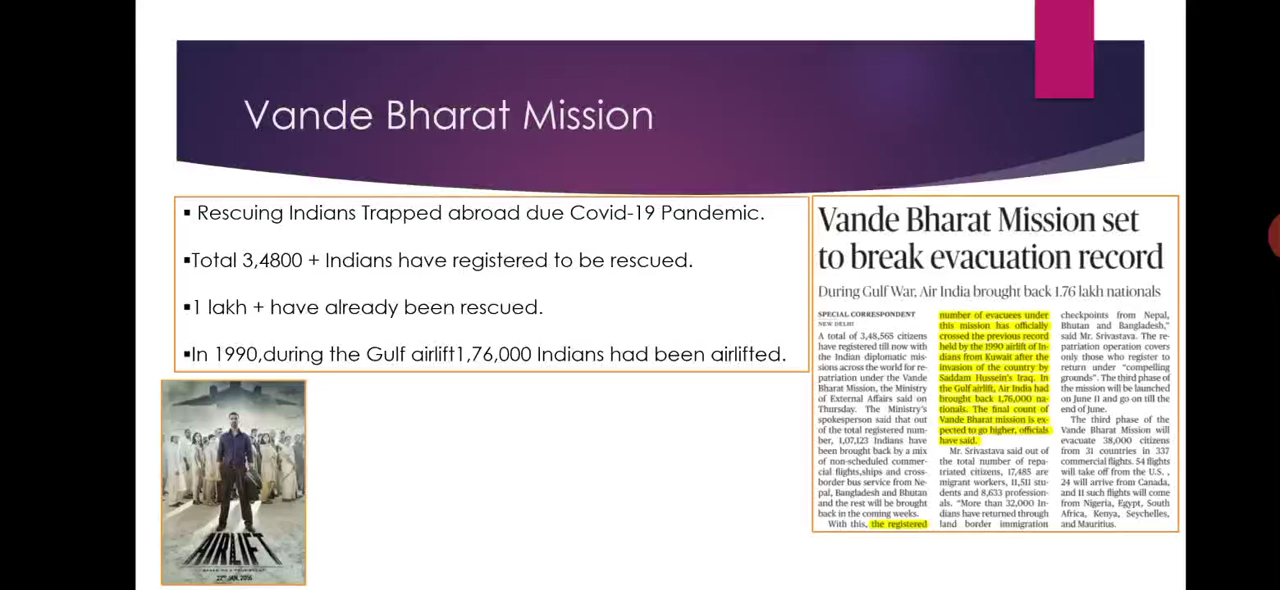 Vande Bharat Mission
▪ Rescuing Indians Trapped abroad due Covid-19 Pandemic.
▪Total 3,4800 + Indians have registered to be rescued.
▪1 lakh + have already been rescued.
▪In 1990,during the Gulf airlift1,76,000 Indians had been airlifted.
Vande Bharat Mission set
to break evacuation record
During Gulf War, Air India brought back 1.76 lakh nationals
SPECIAL CORRESPONDENT
NEW DELHI
A total of 3,48,565 citizens
have registered till now with
the Indian diplomatic mis-
sions across the world for re-
patriation under the Vande
Bharat Mission, the Ministry
of External Affairs said on
Thursday. The Ministry's
spokesperson said that out
of the total registered num-
ber, 1,07,123 Indians have
been brought back by a mix
of non-scheduled commer-
cial flights,ships and cross-
border bus service from Ne-
pal, Bangladesh and Bhutan
and the rest will be brought
back in the coming weeks.
With this, the registered
number of evacuees under
this mission has officially
crossed the previous record
held by the 1990 airlift of In-
dians from Kuwait after the
invasion of the country by
Saddam Hussein's Iraq. In
the Gulf airlift, Air India had
brought back 1,76,000 na-
tionals. The final count of
Vande Bharat mission is ex-
pected to go higher, officials
have said.
Mr. Srivastava said out of
the total number of repa-
triated citizens, 17,485 are
migrant workers, 11,511 stu-
dents and 8,633 profession-
als. "More than 32,000 In-
dians have returned through
land border immigration
checkpoints from Nepal,
Bhutan and Bangladesh,"
said Mr. Srivastava. The re-
patriation operation covers
only those who register to
return under "compelling
grounds". The third phase of
the mission will be launched
on June 11 and go on till the
end of June.
The third phase of the
Vande Bharat Mission will
evacuate 38,000 citizens
from 31 countries in 337
commercial flights. 54 flights
will take off from the U.S. ,
24 will arrive from Canada,
and 11 such flights will come
from Nigeria, Egypt, South
Africa, Kenya, Seychelles,
and Mauritius.
AIRLIFT
22ND JAN, 2016